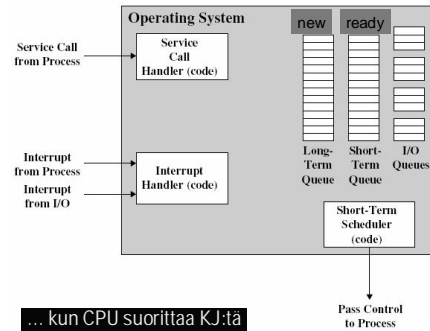 Operating System
new
ready
Service Call
from Process
Service
Call
Handler (code)
Interrupt
from Process
Interrupt
from I/O
Interrupt
Handler (code)
Long-
Term
Queue
Short-
Term
Queue
I/O
Queues
Short-Term
Scheduler
(code)
Pass Control
to Process
... kun CPU suorittaa KJ:tä